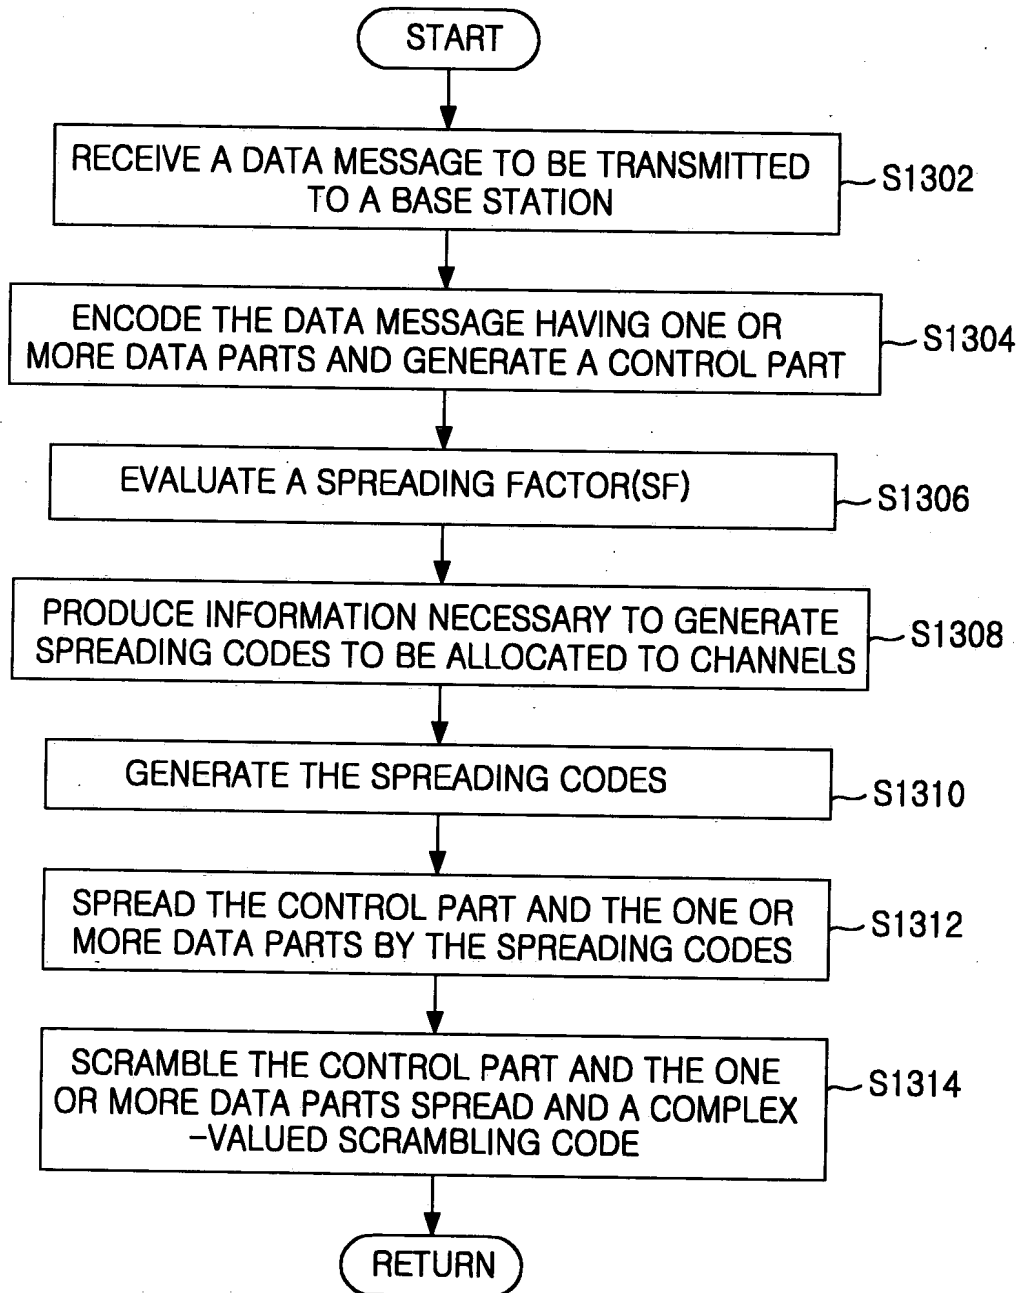 START
RECEIVE A DATA MESSAGE TO BE TRANSMITTED
TO A BASE STATION
S1302
ENCODE THE DATA MESSAGE HAVING ONE OR
MORE DATA PARTS AND GENERATE A CONTROL PART
S1304
EVALUATE A SPREADING FACTOR(SF)
S1306
PRODUCE INFORMATION NECESSARY TO GENERATE
SPREADING CODES TO BE ALLOCATED TO CHANNELS
S1308
GENERATE THE SPREADING CODES
S1310
SPREAD THE CONTROL PART AND THE ONE OR
MORE DATA PARTS BY THE SPREADING CODES
S1312
SCRAMBLE THE CONTROL PART AND THE ONE
OR MORE DATA PARTS SPREAD AND A COMPLEX
-VALUED SCRAMBLING CODE
S1314
RETURN